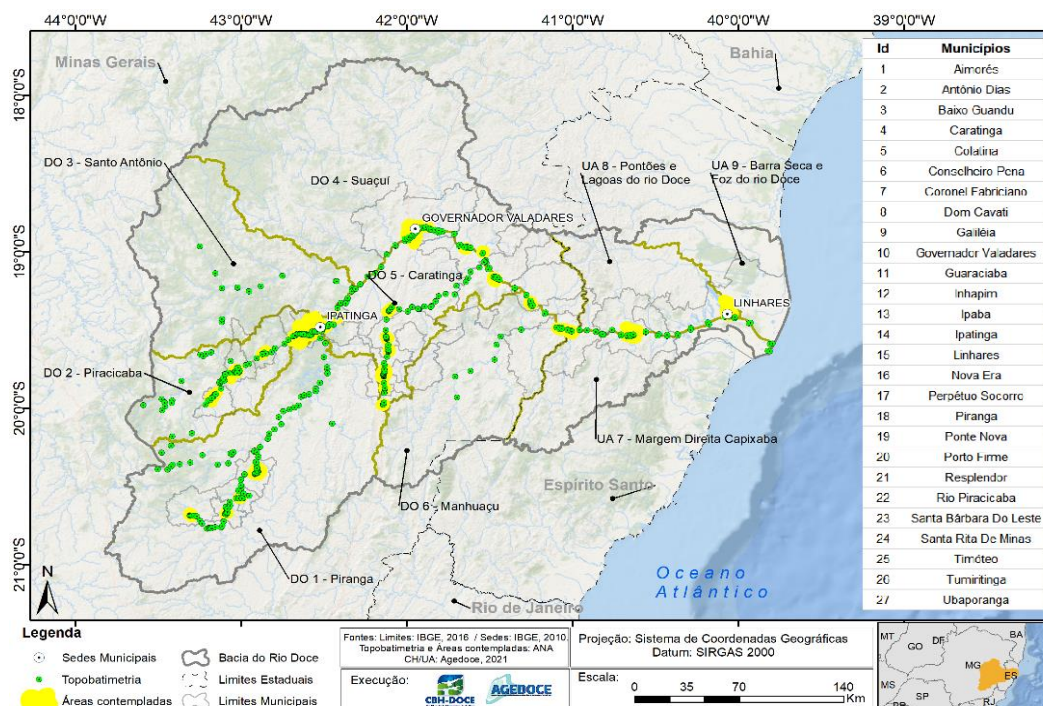 44°0'0"W 43°0'0"W 42°0'0"W 41°0'0"W 40°0'0"W 39°0'0"W
18°0'0"S
19°0'0"S
20°0'0"S
21°0'0"S
Minas Gerais
Bahia
DO 3 - Santo Antônio
DO 4 - Suaçuí
UA 8 - Pontões e
Lagoas do rio Doce
UA 9 - Barra Seca e
Foz do rio Doce
GOVERNADOR VALADARES
DO 5 - Caratinga
IPATINGA
LINHARES
DO 2 - Piracicaba
UA 7 - Margem Direita Capixaba
Espírito Santo
DO 6 - Manhuaçu
DO 1 - Piranga
Rio de Janeiro
Oceano
Atlântico
N
Id Municípios
1 Aimorés
2 Antônio Dias
3 Baixo Guandu
4 Caratinga
5 Colatina
6 Conselheiro Pena
7 Coronel Fabriciano
8 Dom Cavati
9 Galiléia
10 Governador Valadares
11 Guaraciaba
12 Inhapim
13 Ipaba
14 Ipatinga
15 Linhares
16 Nova Era
17 Perpétuo Socorro
18 Piranga
19 Ponte Nova
20 Porto Firme
21 Resplendor
22 Rio Piracicaba
23 Santa Bárbara Do Leste
24 Santa Rita De Minas
25 Timóteo
26 Tumiritinga
27 Ubaporanga
Legenda
Sedes Municipais
Topobatimetria
Áreas contempladas
Bacia do Rio Doce
Limites Estaduais
Limites Municipais
Fontes: Limites: IBGE, 2016 / Sedes: IBGE, 2010.
Topobatimetria e Áreas contempladas: ANA
CH/UA: Agedoce, 2021
Execução:
CBH-DOCE
AGEDOCE
Projeção: Sistema de Coordenadas Geográficas
Datum: SIRGAS 2000
Escala:
0 35 70 140
Km
MT
GO
DF
BA
MG
ES
MS
SP
RJ